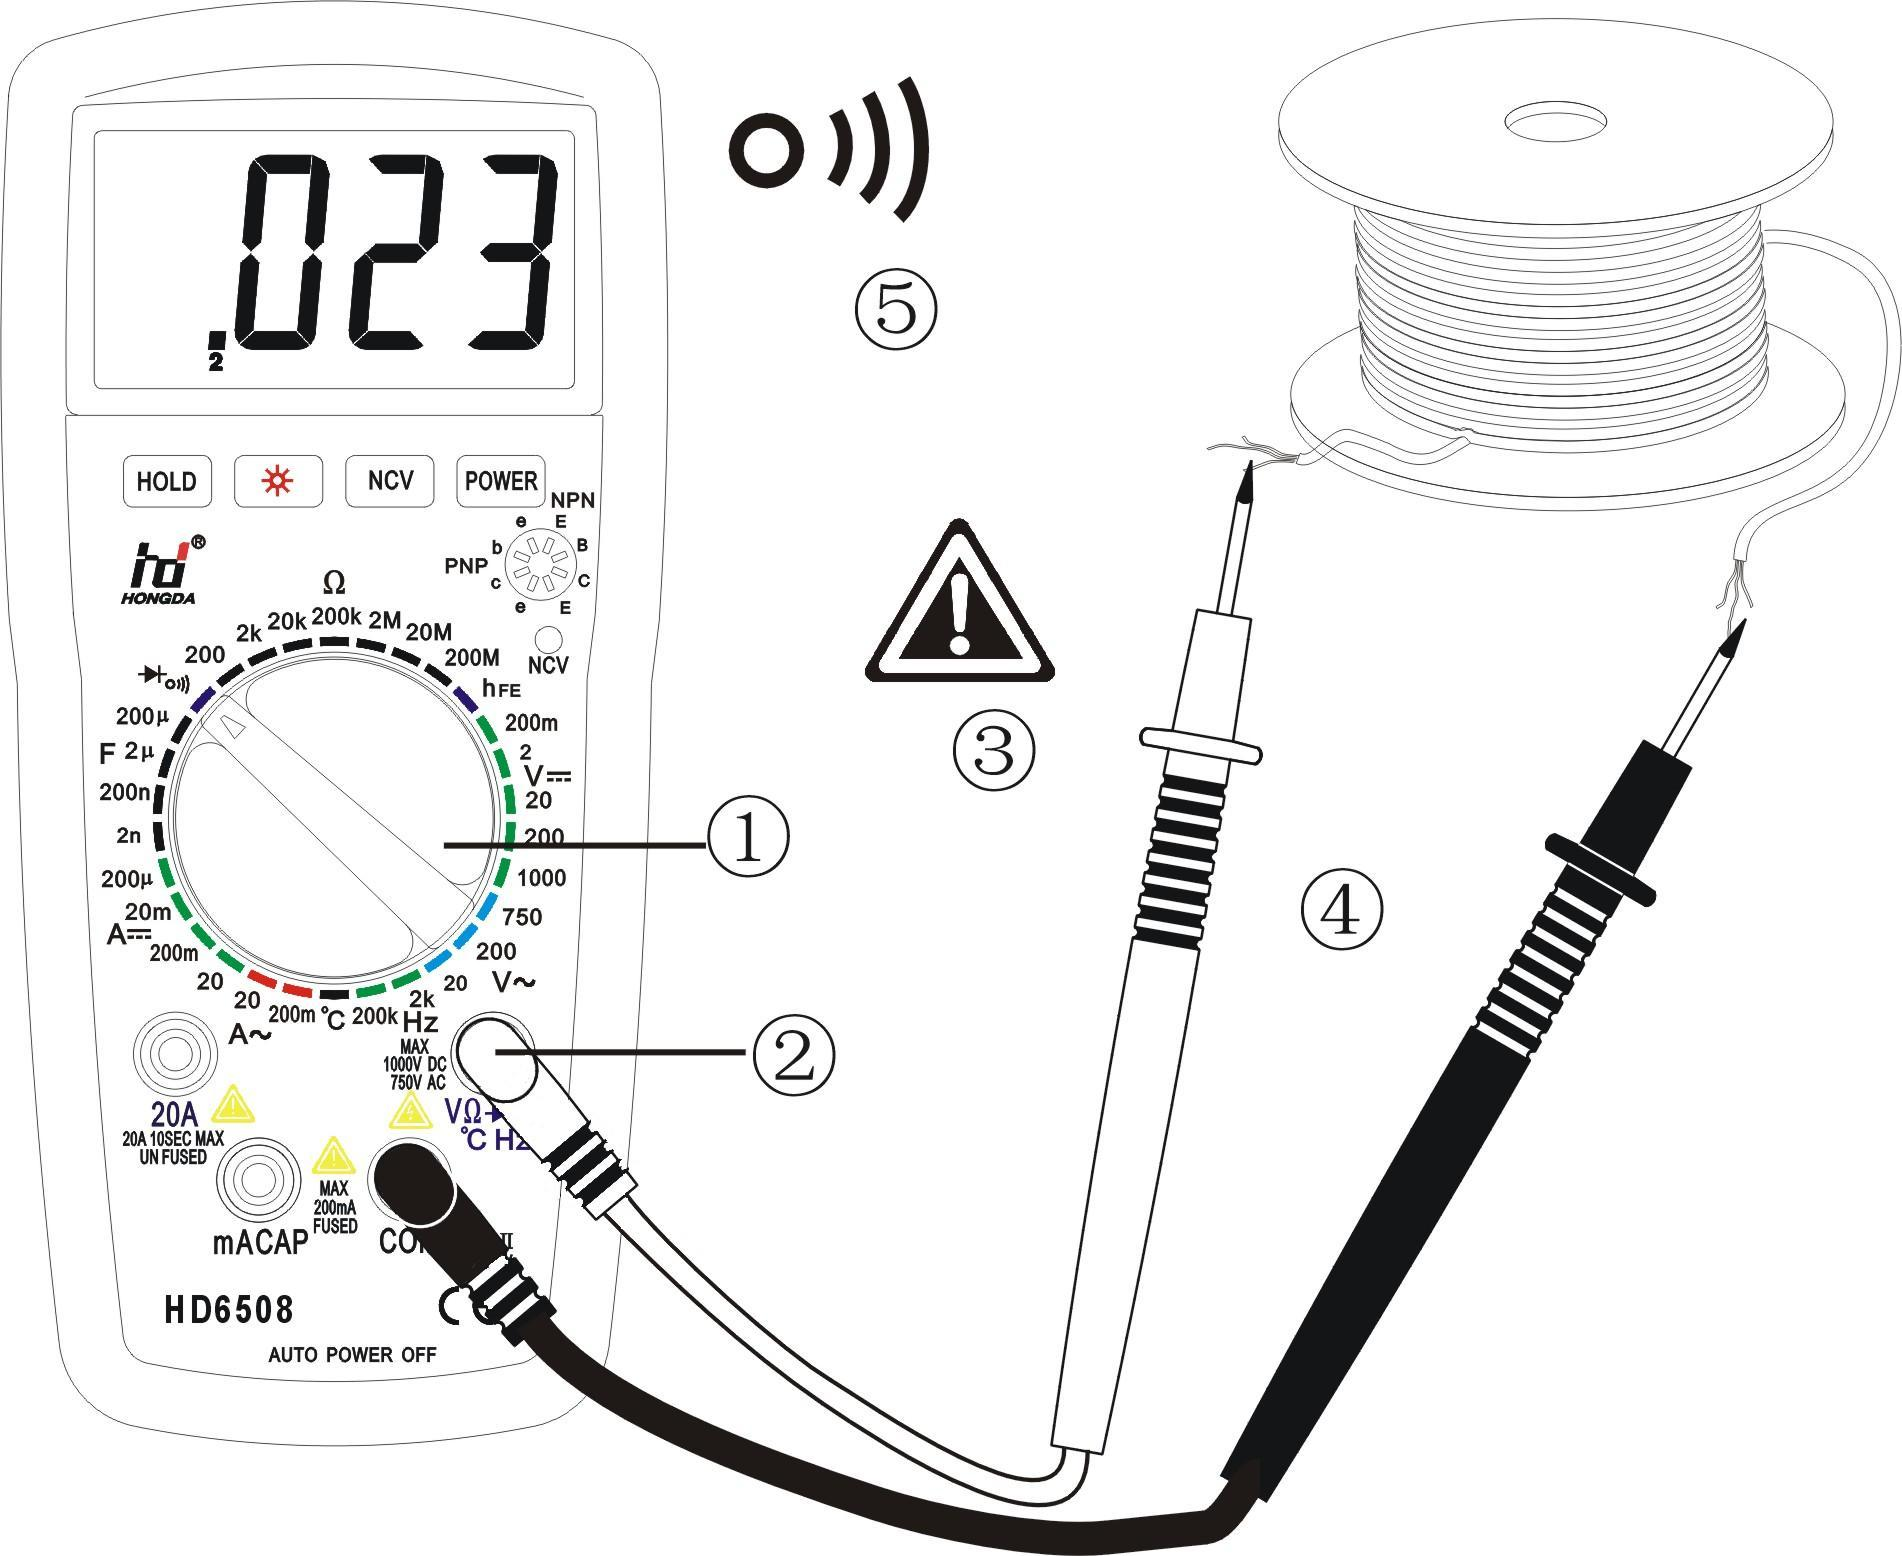 .023
2
HOLD
NCV
POWER
NPN
e E
b B
PNP
c C
e E
NCV
hd®
HONGDA
Ω
200 2k 20k 200k 2M 20M 200M
hFE
200m
2
V
20
200
1000
750
200
20
V~
2k
Hz
200k
℃
200m
20
A~
20
200m
A
20m
200μ
2n
200n
F 2μ
200μ
①
②
③
④
⑤
MAX
1000V DC
750V AC
VΩ
℃ Hz
20A
20A 10SEC MAX
UN FUSED
MAX
200mA
FUSED
mACAP
HD6508
AUTO POWER OFF